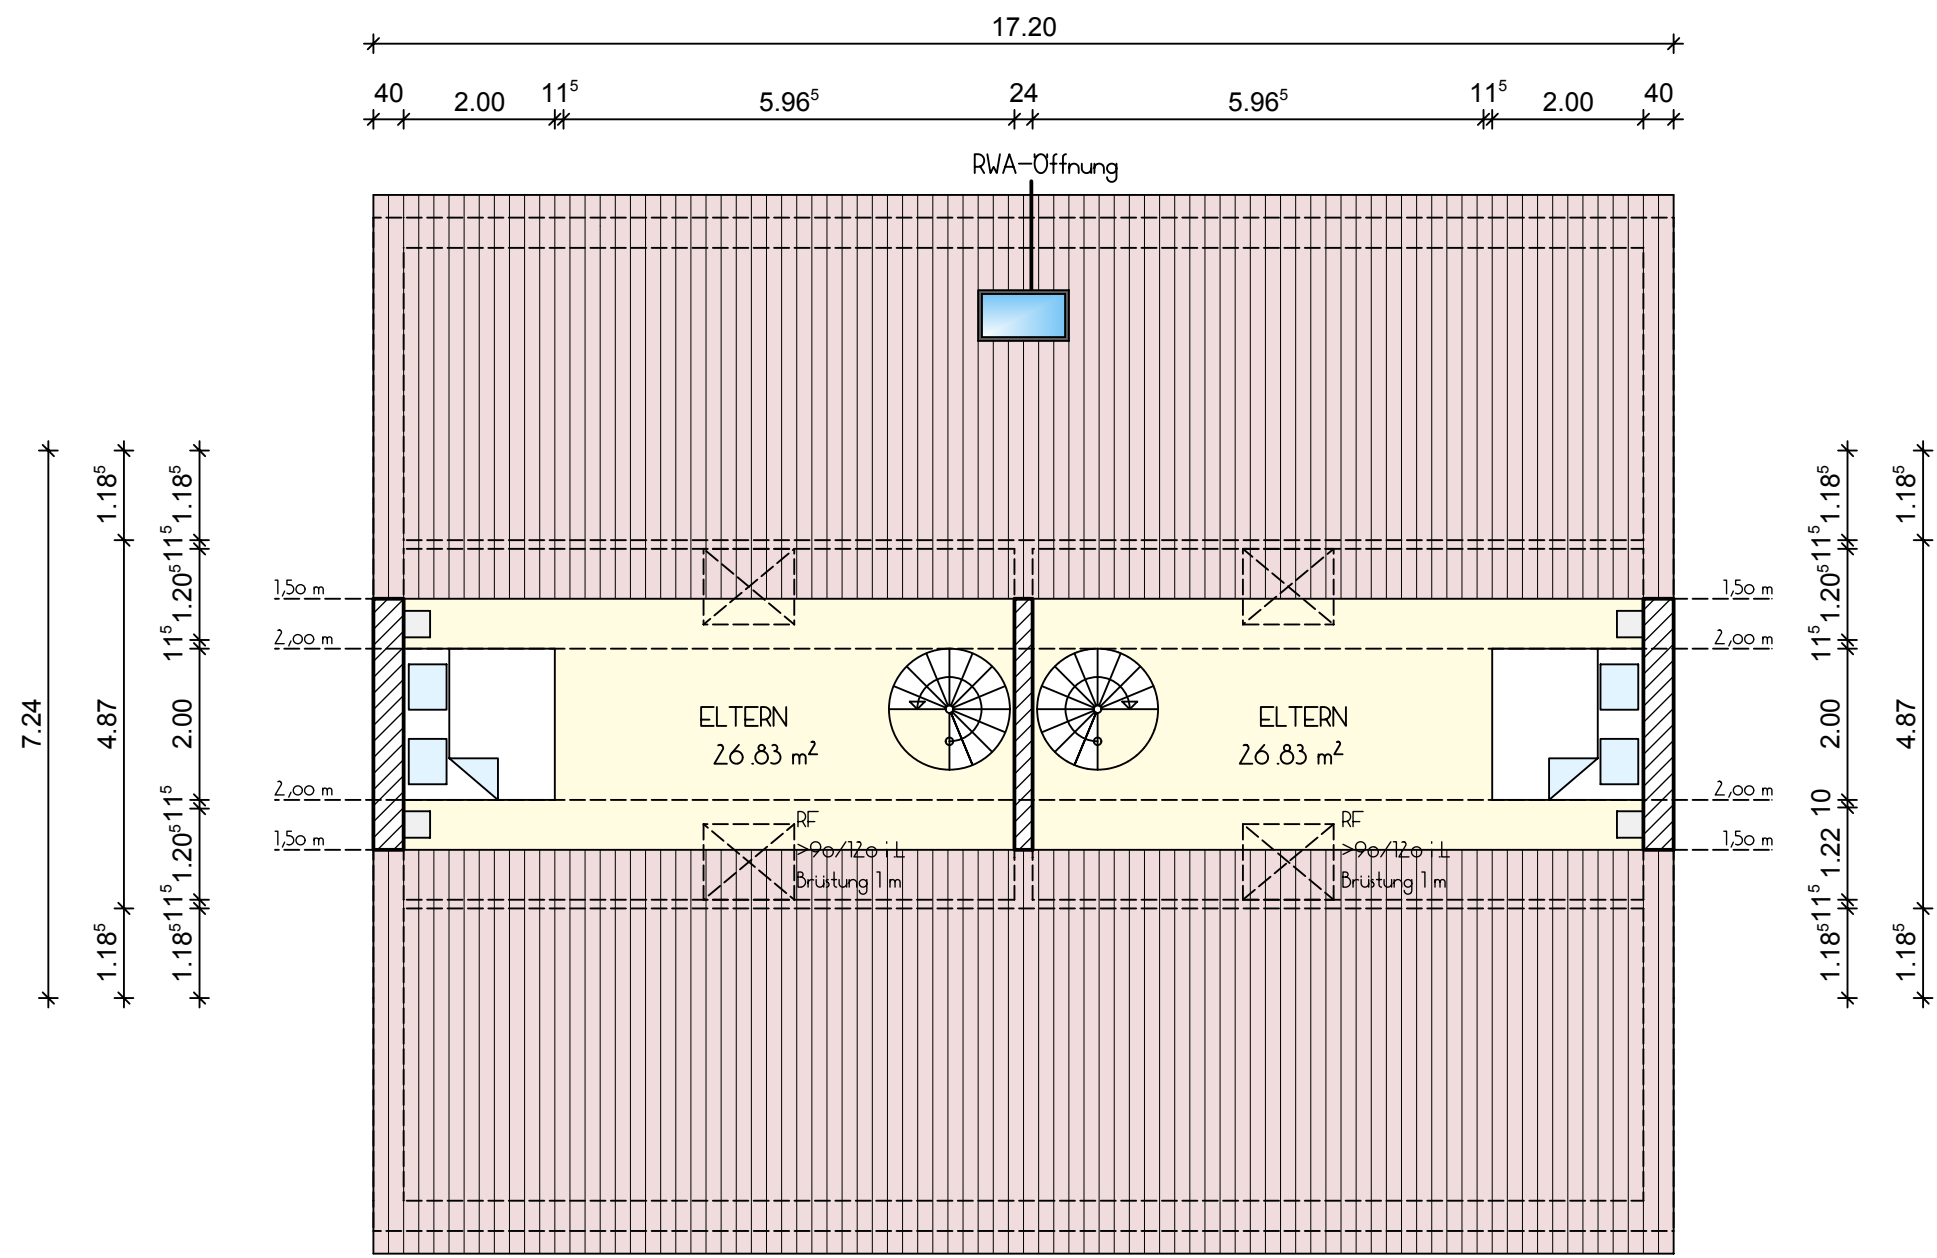 17.20
40 2.00 11⁵ 5.96⁵ 24 5.96⁵ 11⁵ 2.00 40
RWA-Öffnung
7.24
1.18⁵ 4.87 1.18⁵
1.18⁵ 11⁵ 1.20⁵ 11⁵ 2.00 11⁵ 1.20⁵ 11⁵ 1.18⁵
1,50 m
2,00 m
2,00 m
1,50 m
ELTERN
26.83 m²
RF
>90/120 i.L
Brüstung 1 m
ELTERN
26.83 m²
RF
>90/120 i.L
Brüstung 1 m
1,50 m
2,00 m
2,00 m
1,50 m
1.18⁵ 11⁵ 1.20⁵ 11⁵ 2.00 10 1.22 11⁵ 1.18⁵
1.18⁵ 4.87 1.18⁵